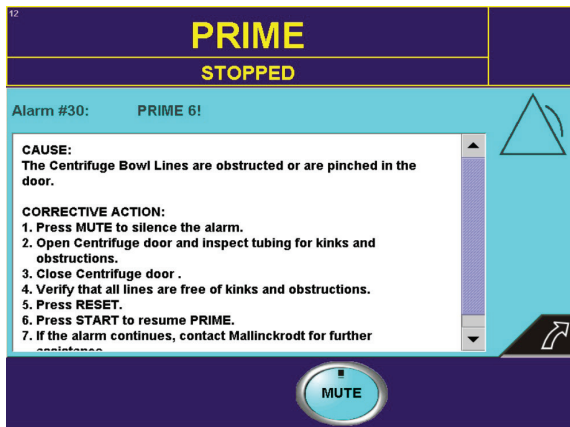 12
PRIME
STOPPED
Alarm #30: PRIME 6!
CAUSE:
The Centrifuge Bowl Lines are obstructed or are pinched in the
door.
CORRECTIVE ACTION:
1. Press MUTE to silence the alarm.
2. Open Centrifuge door and inspect tubing for kinks and
obstructions.
3. Close Centrifuge door .
4. Verify that all lines are free of kinks and obstructions.
5. Press RESET.
6. Press START to resume PRIME.
7. If the alarm continues, contact Mallinckrodt for further
MUTE